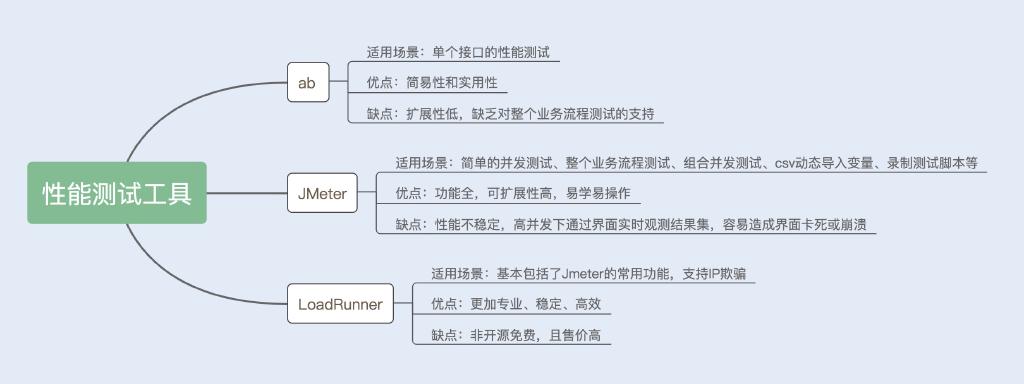 性能测试工具
ab
适用场景：单个接口的性能测试
优点：简易性和实用性
缺点：扩展性低，缺乏对整个业务流程测试的支持
JMeter
适用场景：简单的并发测试、整个业务流程测试、组合并发测试、csv动态导入变量、录制测试脚本等
优点：功能全，可扩展性高，易学易操作
缺点：性能不稳定，高并发下通过界面实时观测结果集，容易造成界面卡死或崩溃
LoadRunner
适用场景：基本包括了Jmeter的常用功能，支持IP欺骗
优点：更加专业、稳定、高效
缺点：非开源免费，且售价高